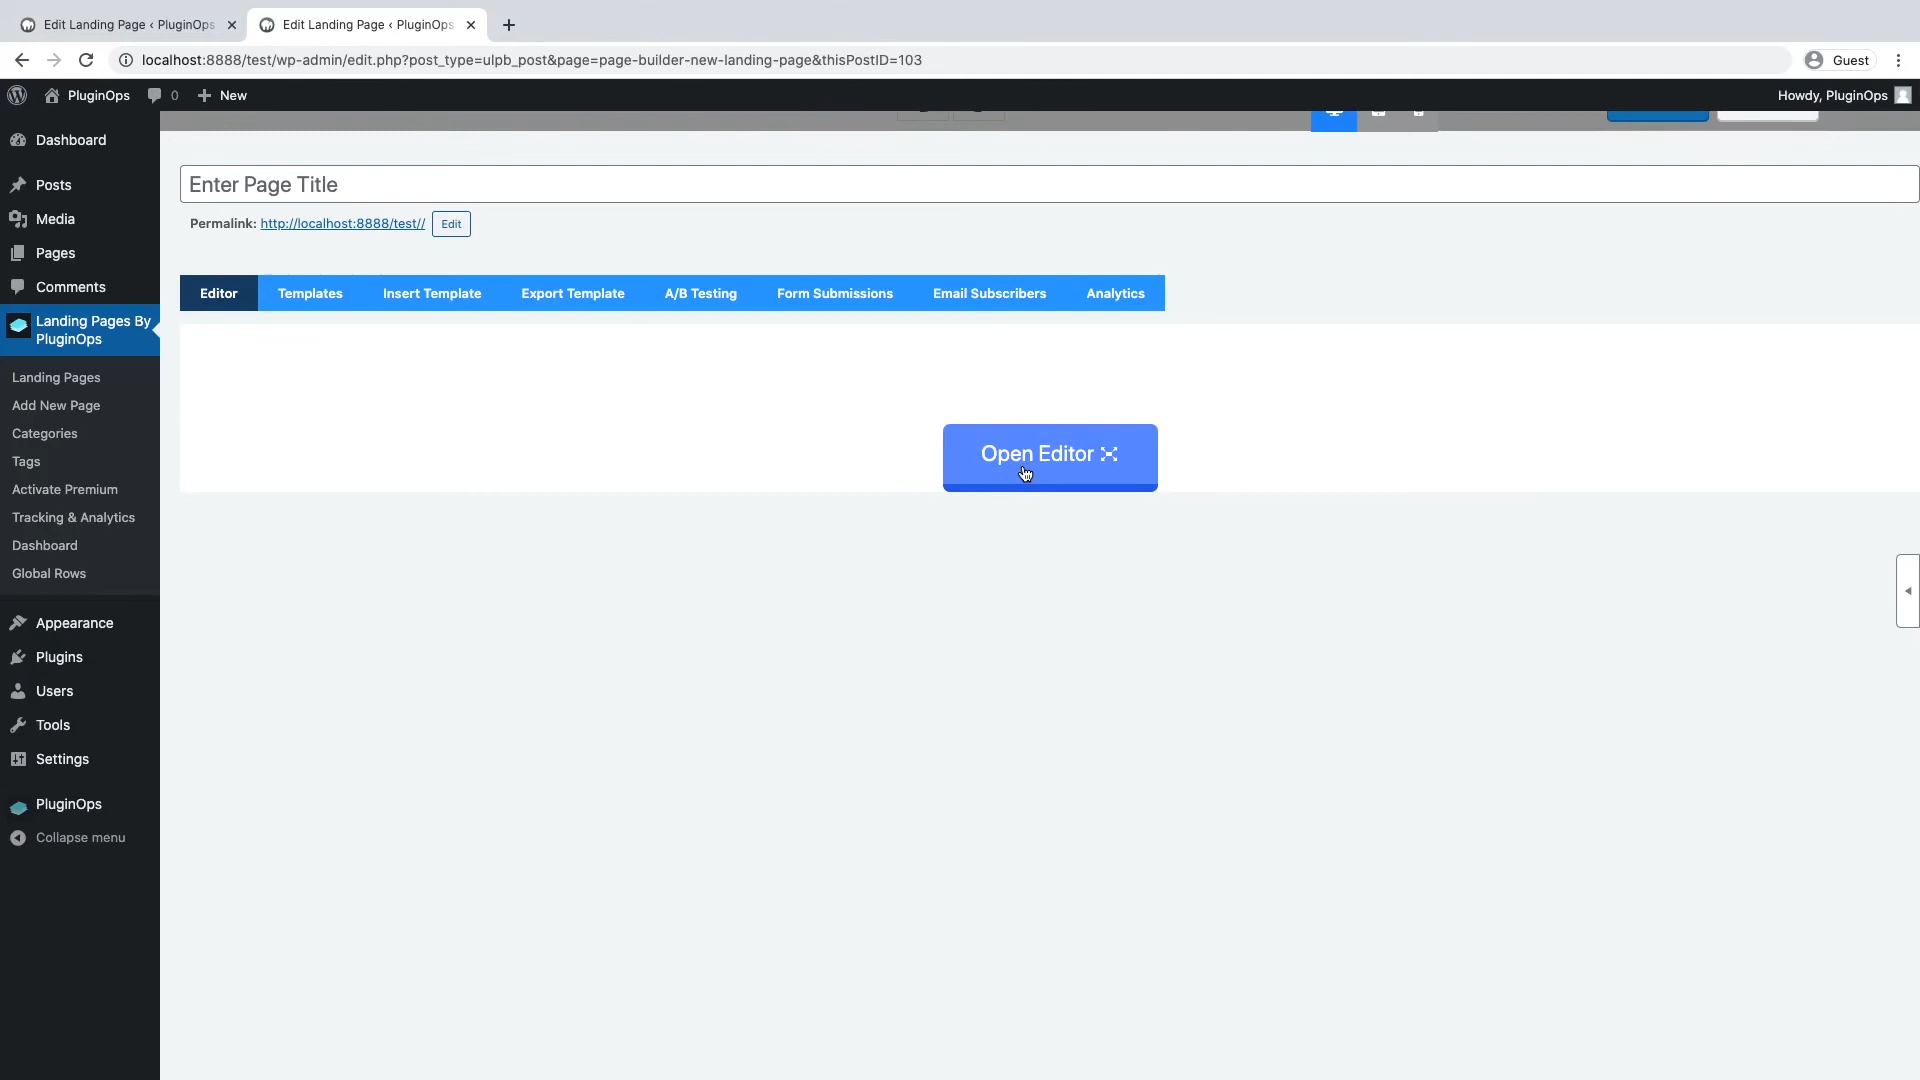 Edit Landing Page ‹ PluginOps
Edit Landing Page ‹ PluginOps
localhost:8888/test/wp-admin/edit.php?post_type=ulpb_post&page=page-builder-new-landing-page&thisPostID=103
Guest
PluginOps
0
New
Howdy, PluginOps
Dashboard
Posts
Media
Pages
Comments
Landing Pages By
PluginOps
Landing Pages
Add New Page
Categories
Tags
Activate Premium
Tracking & Analytics
Dashboard
Global Rows
Appearance
Plugins
Users
Tools
Settings
PluginOps
Collapse menu
Enter Page Title
Permalink: http://localhost:8888/test// Edit
Editor Templates Insert Template Export Template A/B Testing Form Submissions Email Subscribers Analytics
Open Editor